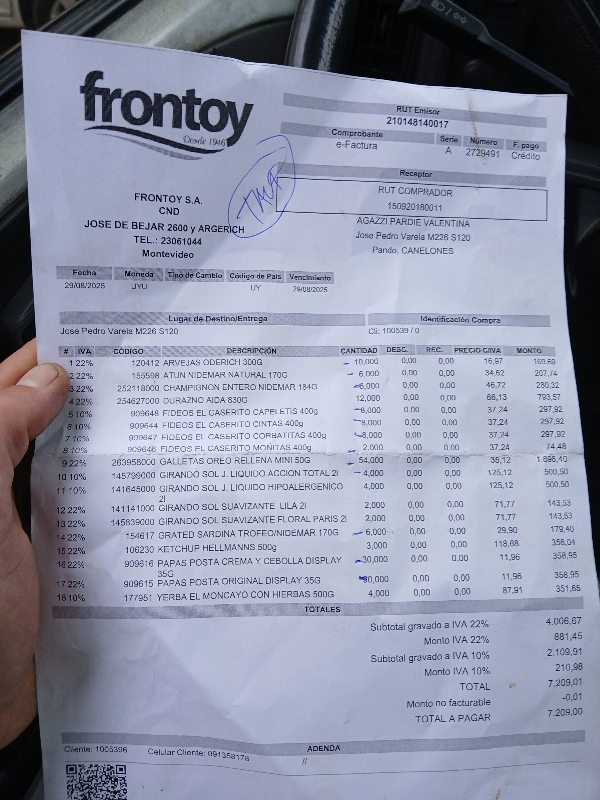 frontoy
Desde 1946
RUT Emisor
210148140017
Comprobante Serie Número F. pago
e-Factura A 2729491 Crédito
Receptor
RUT COMPRADOR
150920180011
AGAZZI PARDIE VALENTINA
Jose Pedro Varela M226 S120
Pando, CANELONES
FRONTOY S.A.
CND
JOSE DE BEJAR 2600 y ARGERICH
TEL.: 23061044
Montevideo
Fecha Moneda Tipo de Cambio Código de País Vencimiento
29/08/2025 UYU UY 29/08/2025
Lugar de Destino/Entrega Identificación Compra
Jose Pedro Varela M226 S120 Cli: 100539 / 0
# IVA CÓDIGO DESCRIPCIÓN CANTIDAD DESC. REC. PRECIO C/IVA MONTO
1 22% 120412 ARVEJAS ODERICH 300G 10,000 0,00 0,00 16,97 169,69
2 22% 155598 ATUN NIDEMAR NATURAL 170G 6,000 0,00 0,00 34,62 207,74
3 22% 252118000 CHAMPIGNON ENTERO NIDEMAR 184G 6,000 0,00 0,00 46,72 280,32
4 22% 254627000 DURAZNO AIDA 830G 12,000 0,00 0,00 66,13 793,57
5 10% 909648 FIDEOS EL CASERITO CAPELETIS 400g 8,000 0,00 0,00 37,24 297,92
6 10% 909644 FIDEOS EL CASERITO CINTAS 400g 8,000 0,00 0,00 37,24 297,92
7 10% 909647 FIDEOS EL CASERITO CORBATITAS 400g 8,000 0,00 0,00 37,24 297,92
8 10% 909646 FIDEOS EL CASERITO MOÑITAS 400g 2,000 0,00 0,00 37,24 74,48
9 22% 263958000 GALLETAS OREO RELLENA MINI 50G 54,000 0,00 0,00 35,12 1.896,40
10 10% 145799000 GIRANDO SOL J. LIQUIDO ACCION TOTAL 2l 4,000 0,00 0,00 125,12 500,50
11 10% 141645000 GIRANDO SOL J. LIQUIDO HIPOALERGENICO 4,000 0,00 0,00 125,12 500,50
2l
12 22% 141141000 GIRANDO SOL SUAVIZANTE LILA 2l 2,000 0,00 0,00 71,77 143,53
13 22% 145839000 GIRANDO SOL SUAVIZANTE FLORAL PARIS 2l 2,000 0,00 0,00 71,77 143,53
14 22% 154617 GRATED SARDINA TROFEO/NIDEMAR 170G 6,000 0,00 0,00 29,90 179,40
15 22% 106230 KETCHUP HELLMANNS 500g 3,000 0,00 0,00 118,68 356,04
16 22% 909616 PAPAS POSTA CREMA Y CEBOLLA DISPLAY 30,000 0,00 0,00 11,96 358,95
35G
17 22% 909615 PAPAS POSTA ORIGINAL DISPLAY 35G 30,000 0,00 0,00 11,96 358,95
18 10% 177951 YERBA EL MONCAYO CON HIERBAS 500G 4,000 0,00 0,00 87,91 351,65
TOTALES
Subtotal gravado a IVA 22% 4.006,67
Monto IVA 22% 881,45
Subtotal gravado a IVA 10% 2.109,91
Monto IVA 10% 210,98
TOTAL 7.209,01
Monto no facturable -0,01
TOTAL A PAGAR 7.209,00
ADENDA
Cliente: 1005396 Celular Cliente: 091358178 //